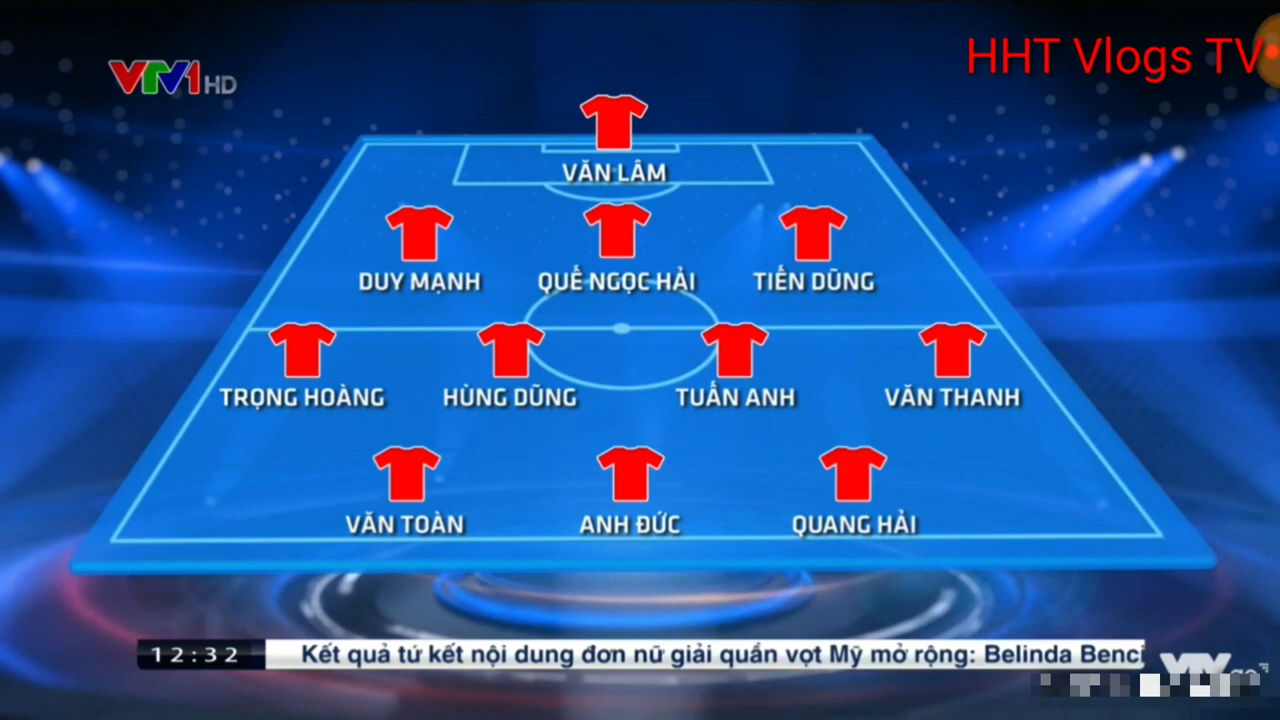 HHT Vlogs TV
VTV1 HD
VĂN LÂM
DUY MẠNH
QUẾ NGỌC HẢI
TIẾN DŨNG
TRỌNG HOÀNG
HÙNG DŨNG
TUẤN ANH
VĂN THANH
VĂN TOÀN
ANH ĐỨC
QUANG HẢI
12:32
Kết quả tứ kết nội dung đơn nữ giải quần vợt Mỹ mở rộng: Belinda Benci
VTV